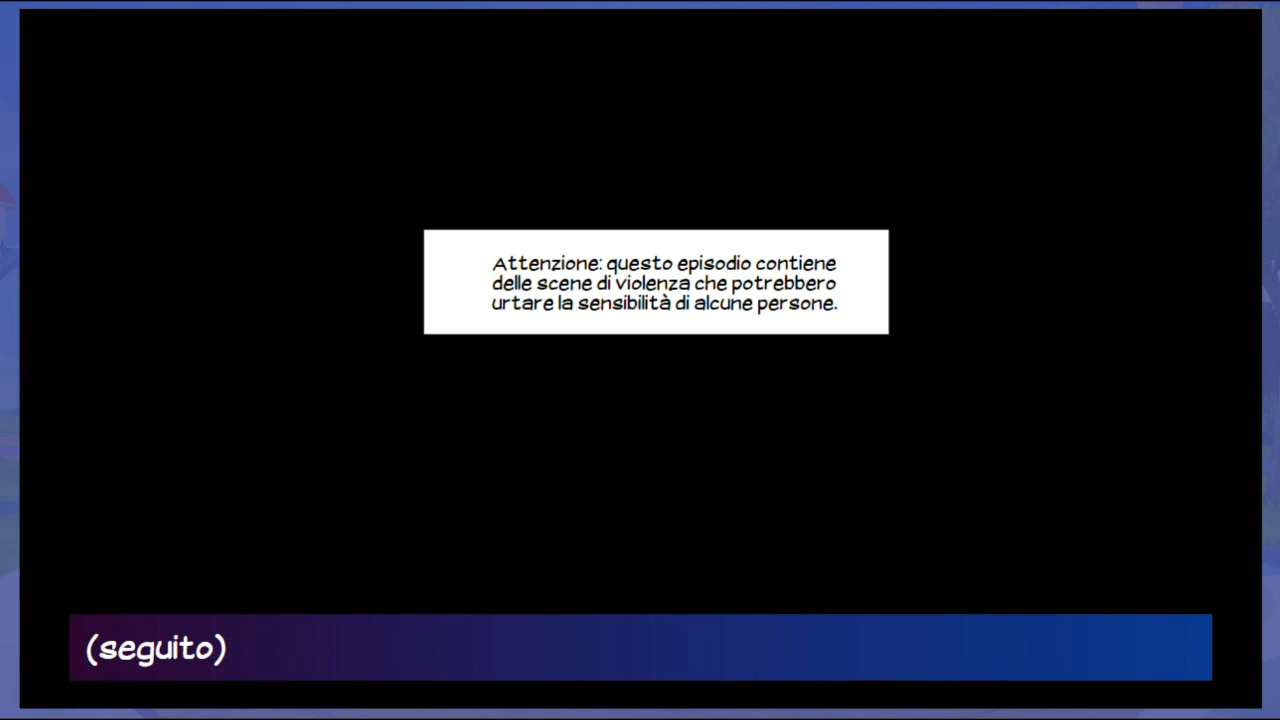 Attenzione: questo episodio contiene
delle scene di violenza che potrebbero
urtare la sensibilità di alcune persone.
(seguito)